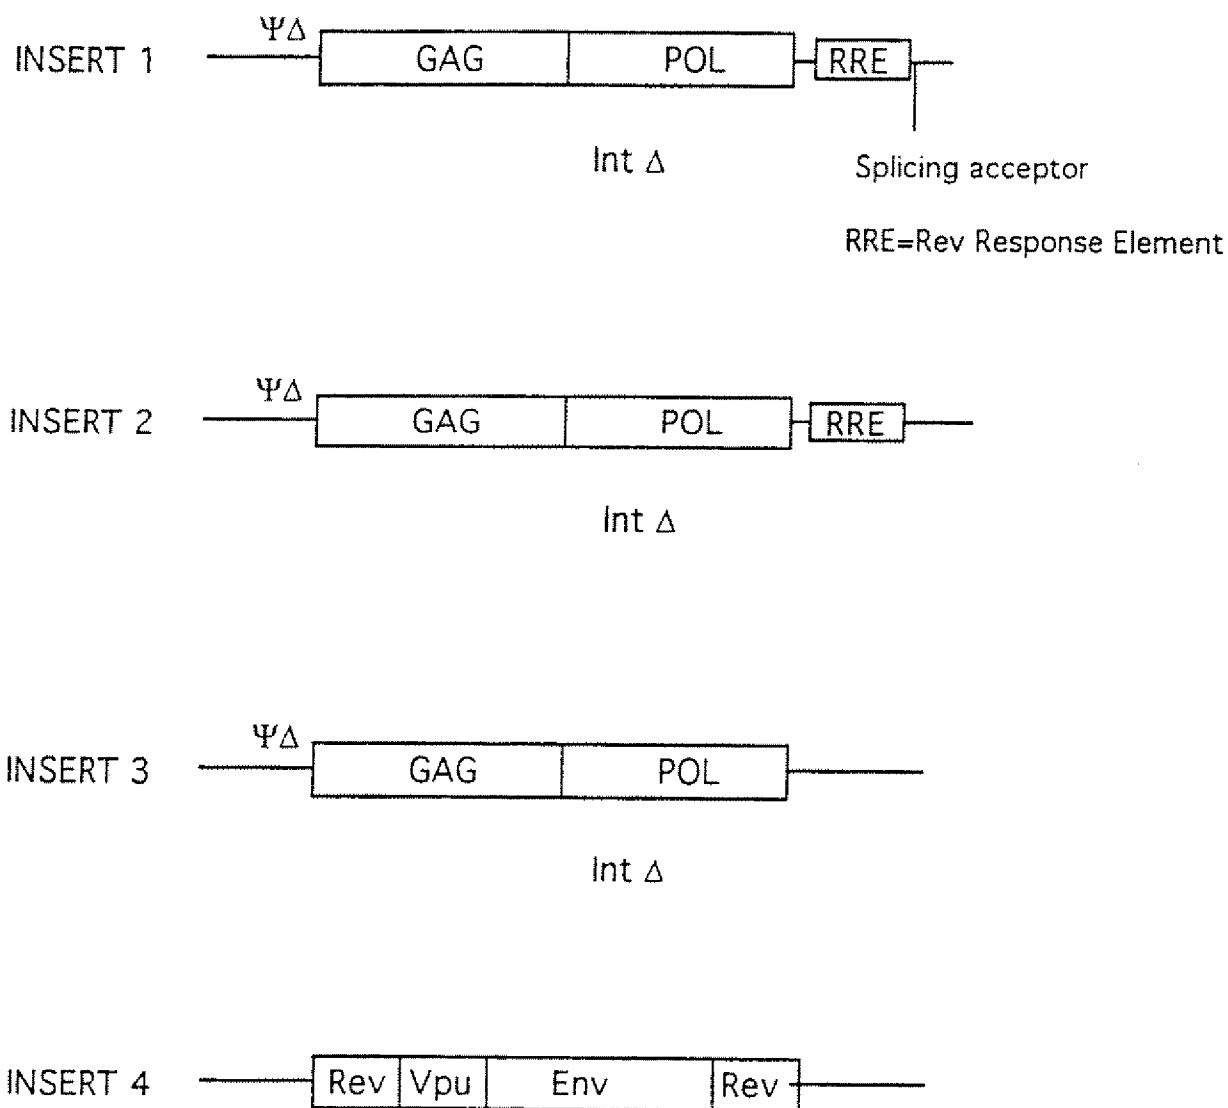 ΨΔ
INSERT 1 GAG POL RRE
Int Δ
Splicing acceptor
RRE=Rev Response Element
ΨΔ
INSERT 2 GAG POL RRE
Int Δ
ΨΔ
INSERT 3 GAG POL
Int Δ
INSERT 4 Rev Vpu Env Rev